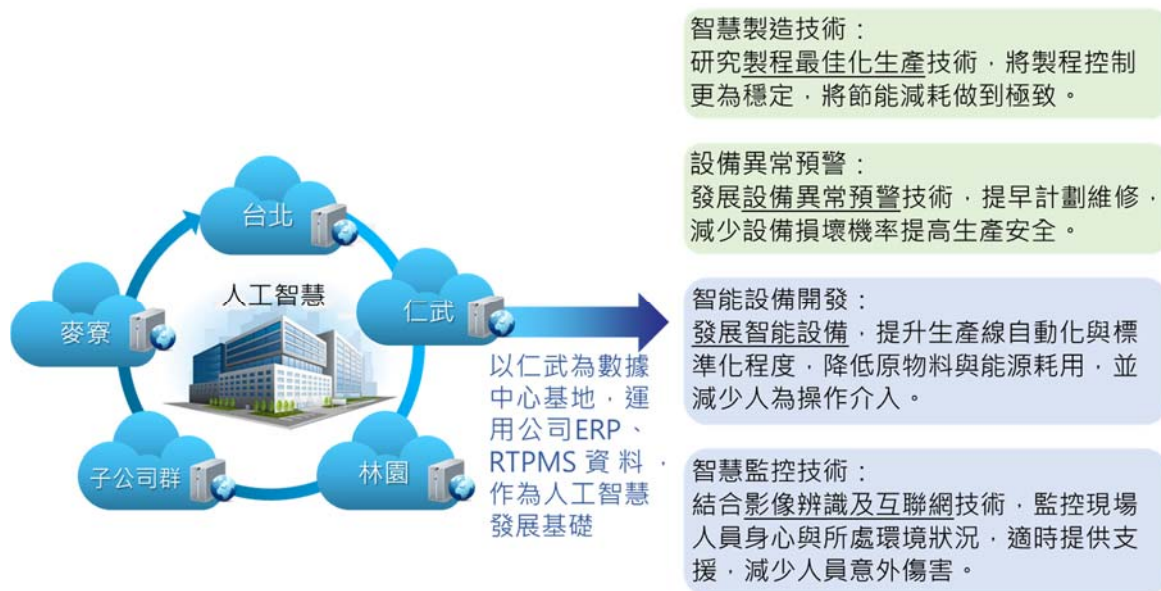 台北
仁武
麥寮
人工智慧
子公司群
林園
以仁武為數據
中心基地，運
用公司ERP、
RTPMS 資料，
作為人工智慧
發展基礎
智慧製造技術：
研究製程最佳化生產技術，將製程控制
更為穩定，將節能減耗做到極致。
設備異常預警：
發展設備異常預警技術，提早計劃維修，
減少設備損壞機率提高生產安全。
智能設備開發：
發展智能設備，提升生產線自動化與標
準化程度，降低原物料與能源耗用，並
減少人為操作介入。
智慧監控技術：
結合影像辨識及互聯網技術，監控現場
人員身心與所處環境狀況，適時提供支
援，減少人員意外傷害。